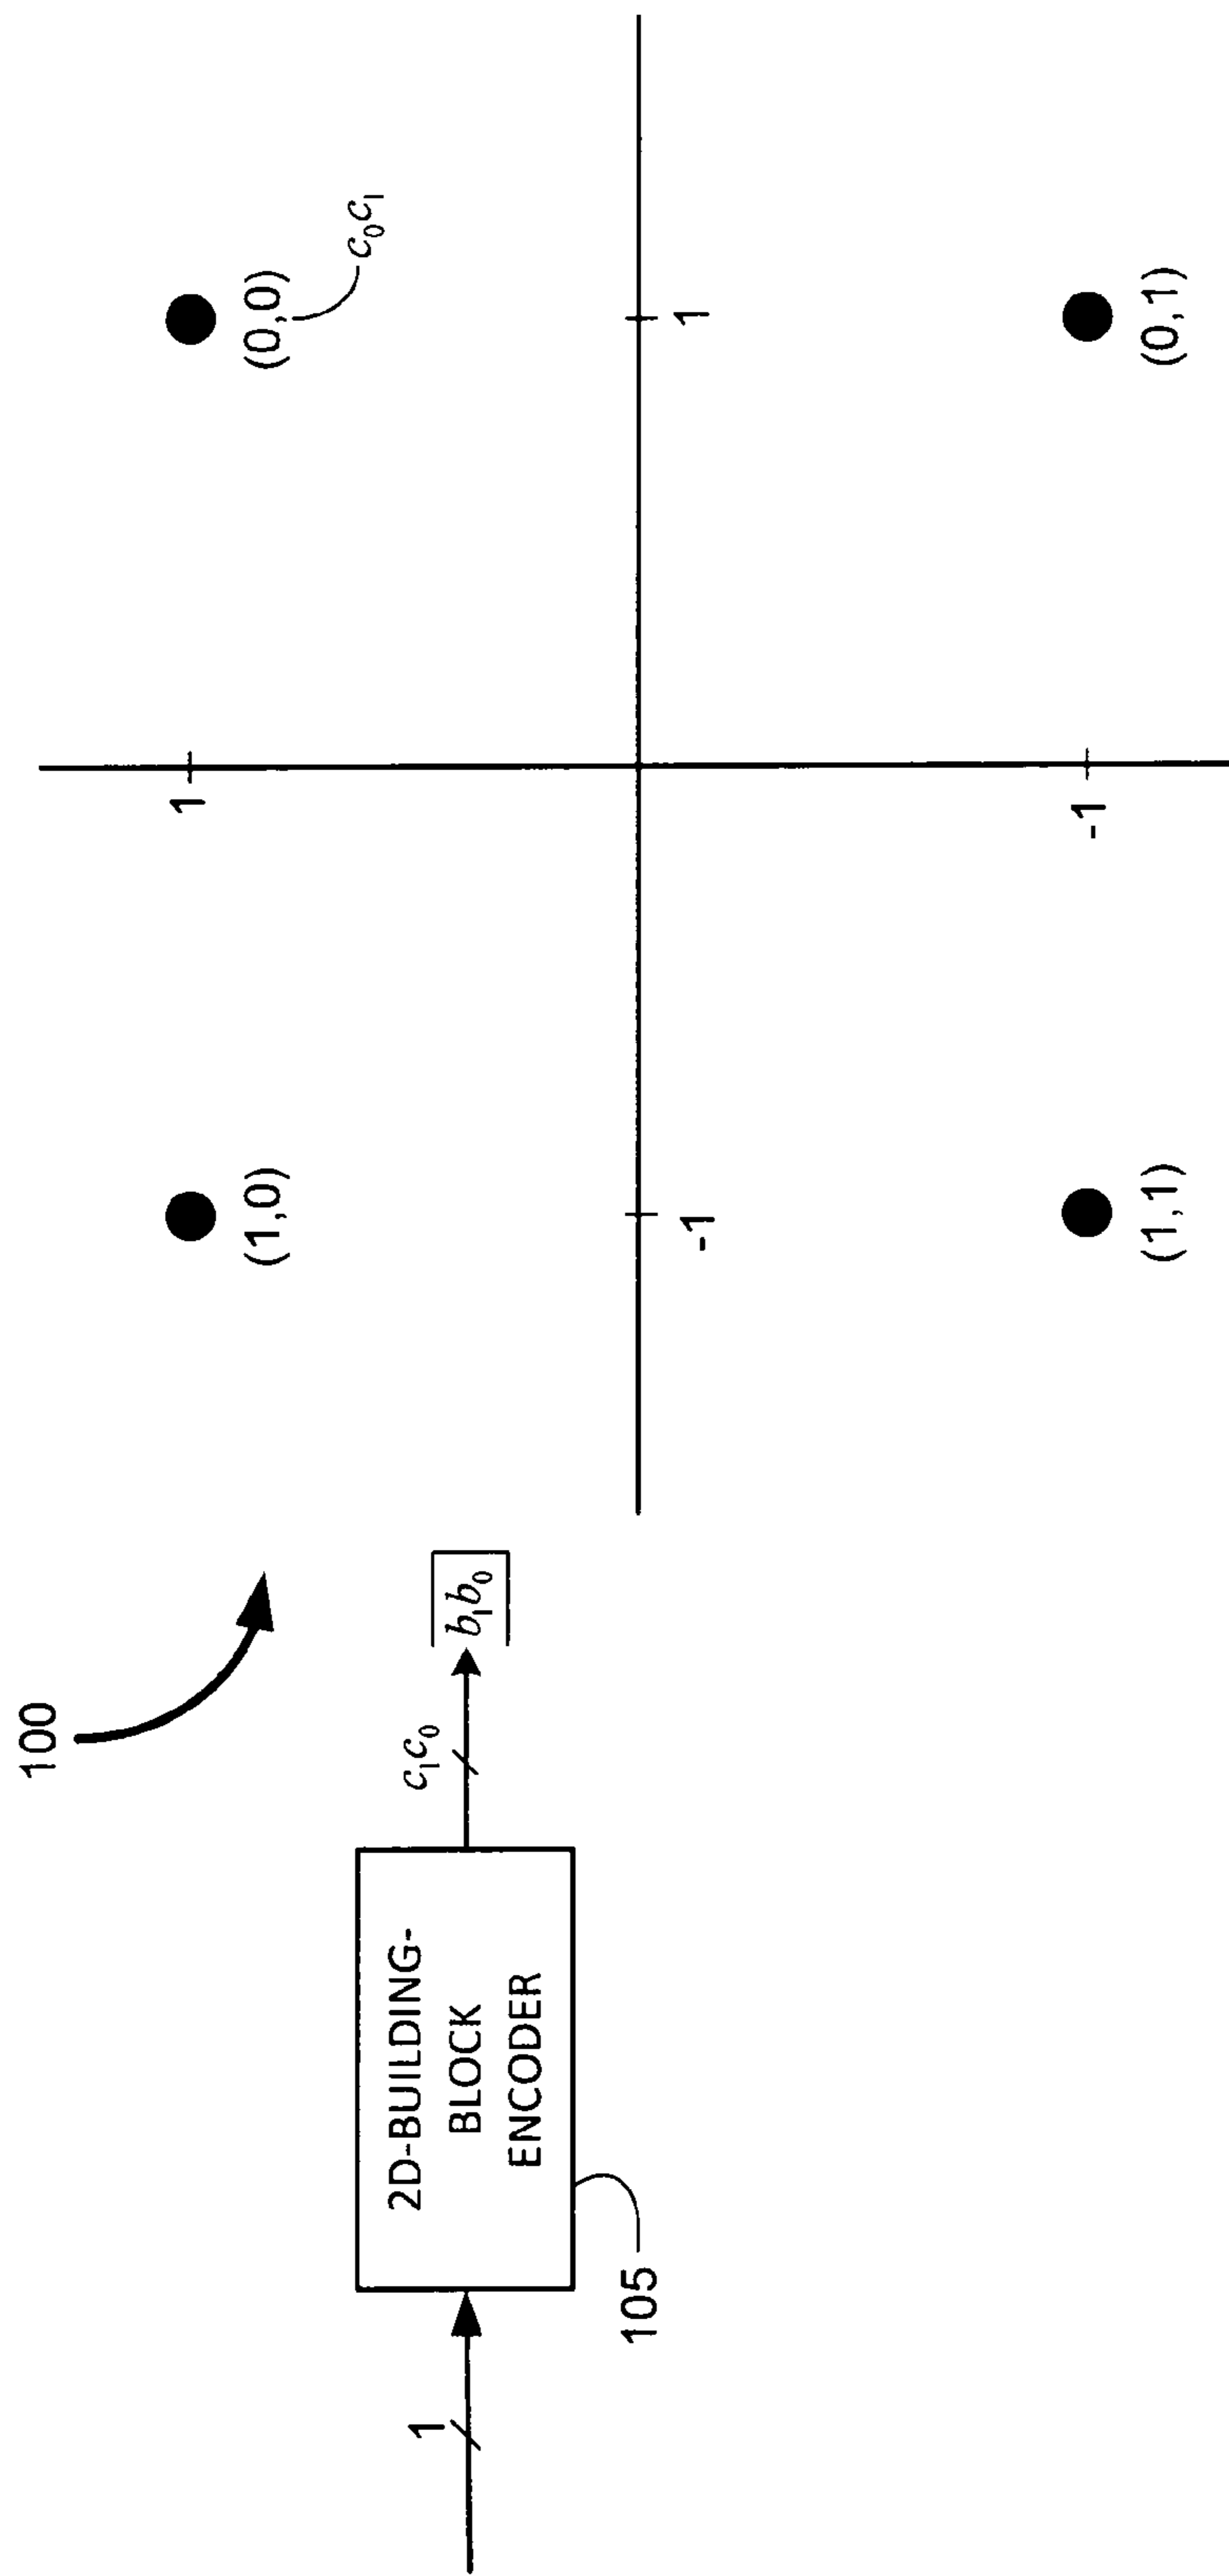 100
1
2D-BUILDING-
BLOCK
ENCODER
105
c₁c₀
b₁b₀
(1,0)
(0,0)
c₀c₁
1
-1
1
-1
(1,1)
(0,1)